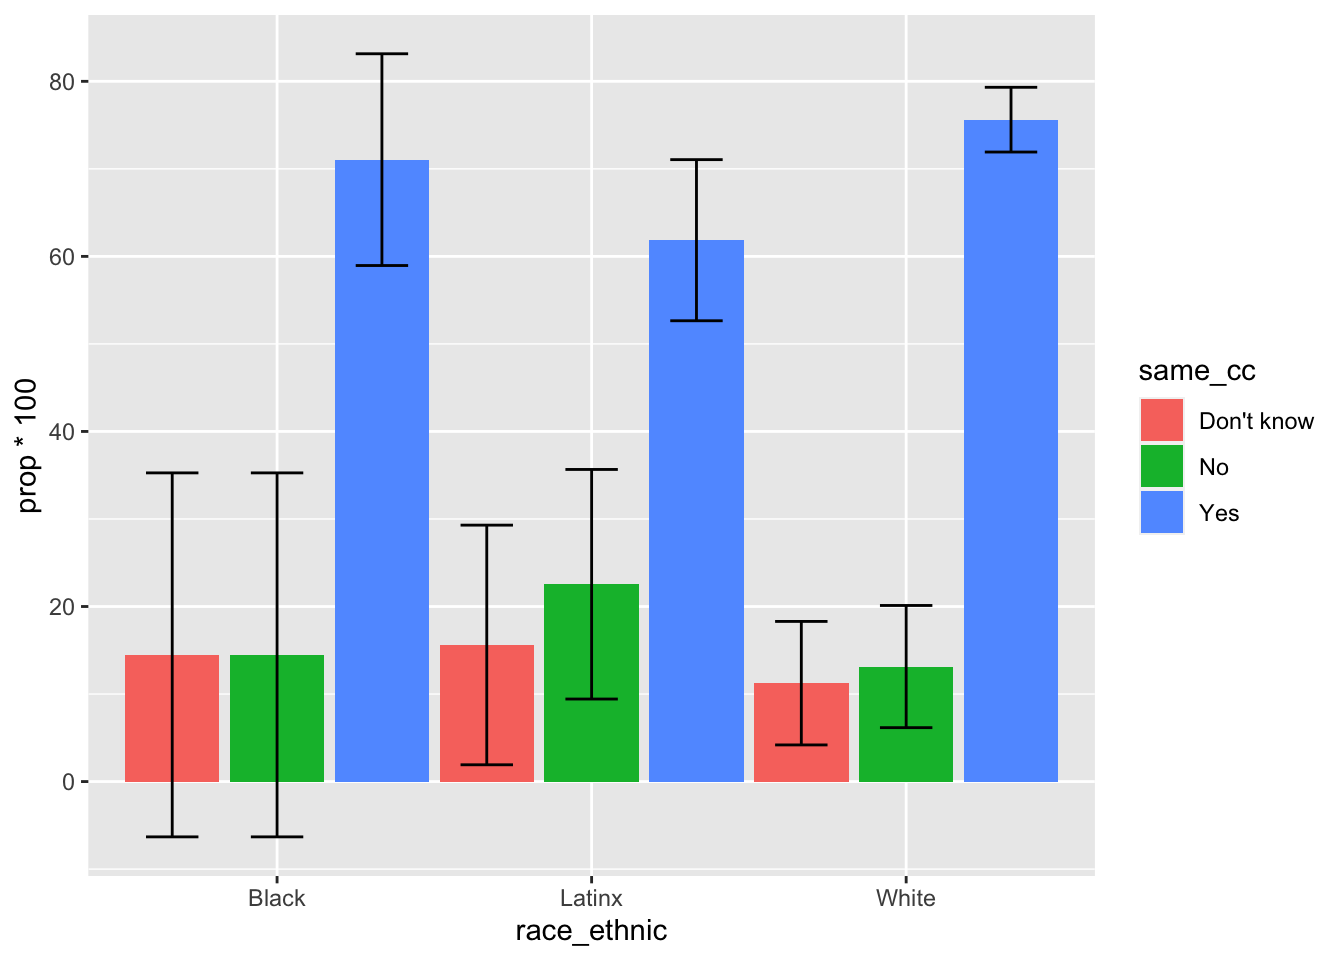 80
60
40
20
0
prop * 100
Black
Latinx
White
race_ethnic
same_cc
Don't know
No
Yes